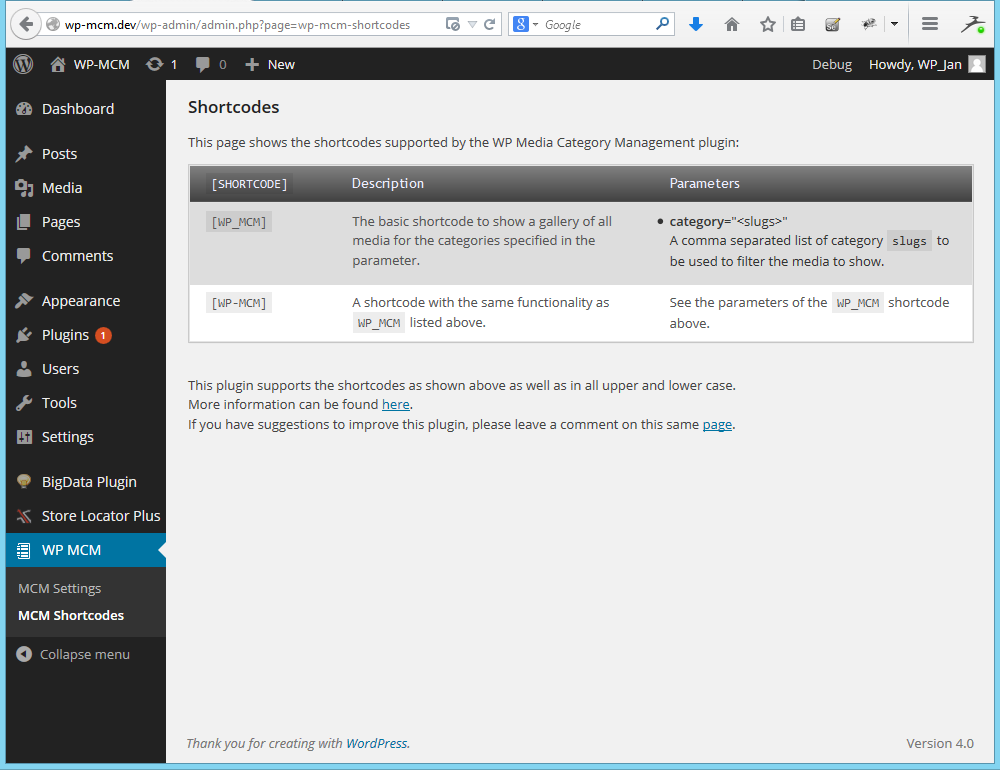 wp-mcm.dev/wp-admin/admin.php?page=wp-mcm-shortcodes
Google
WP-MCM 1 0 New Debug Howdy, WP_Jan
Dashboard
Posts
Media
Pages
Comments
Appearance
Plugins 1
Users
Tools
Settings
BigData Plugin
Store Locator Plus
WP MCM
MCM Settings
MCM Shortcodes
Collapse menu
Shortcodes
This page shows the shortcodes supported by the WP Media Category Management plugin:
[SHORTCODE] Description Parameters
[WP_MCM]
The basic shortcode to show a gallery of all
media for the categories specified in the
parameter.
• category="<slugs>"
A comma separated list of category slugs to
be used to filter the media to show.
[WP-MCM]
A shortcode with the same functionality as
WP_MCM listed above.
See the parameters of the WP_MCM shortcode
above.
This plugin supports the shortcodes as shown above as well as in all upper and lower case.
More information can be found here.
If you have suggestions to improve this plugin, please leave a comment on this same page.
Thank you for creating with WordPress.
Version 4.0